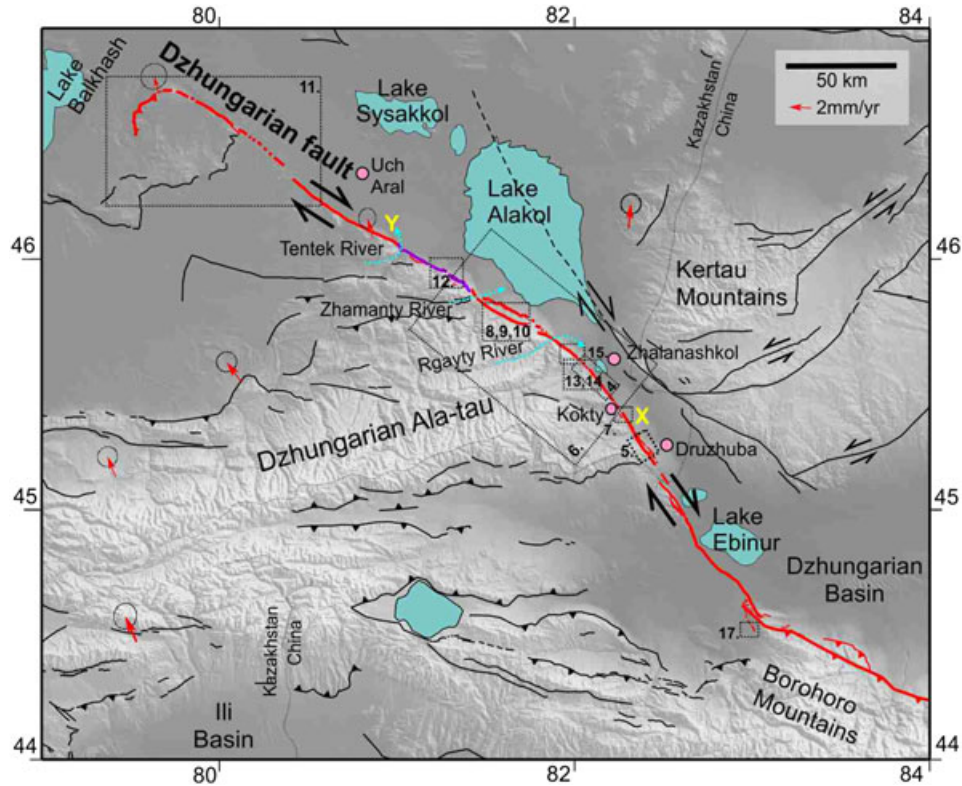 80
82
84
Lake
Balkhash
Dzhungarian fault
11.
Lake
Sysakkol
Kazakhstan
China
50 km
2mm/yr
Uch
Aral
Lake
Alakol
46
46
Y
Tentek River
Kertau
Mountains
12.
Zhamanty River
8,9,10
Rgayty River
15.
Zhalanashkol
13,14
4.
Kokty
X
7.
Dzhungarian Ala-tau
6.
5.
Druzhuba
45
45
Lake
Ebinur
Dzhungarian
Basin
17.
Kazakhstan
China
Borohoro
Mountains
Ili
Basin
44
44
80
82
84